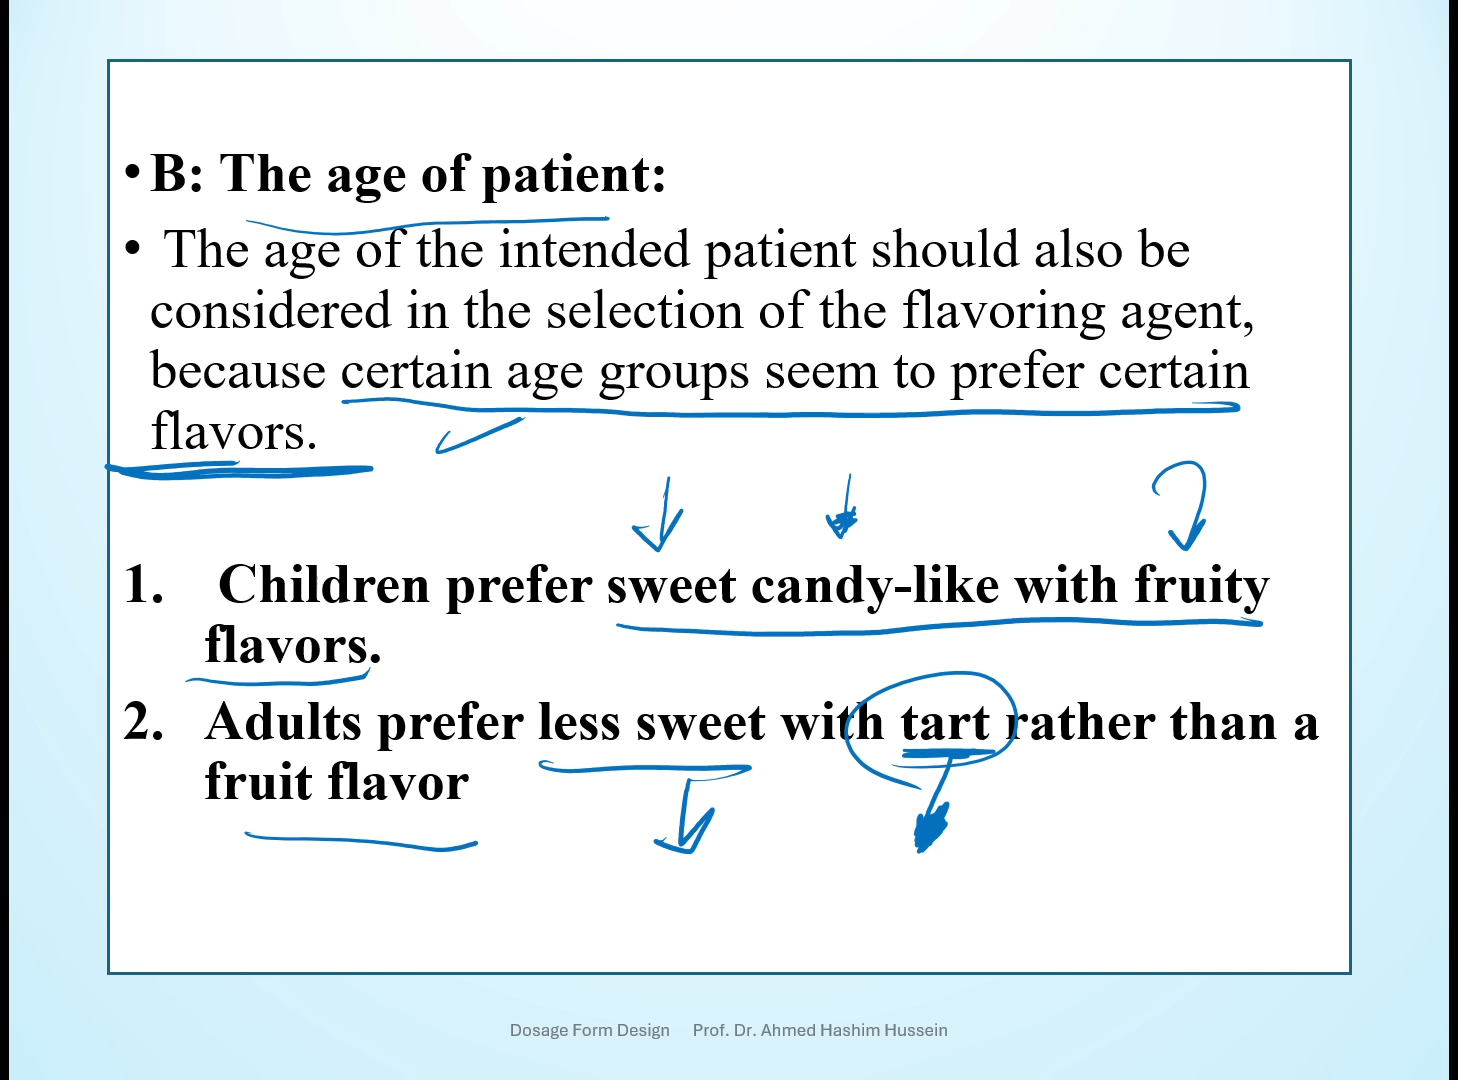 • B: The age of patient:
• The age of the intended patient should also be
considered in the selection of the flavoring agent,
because certain age groups seem to prefer certain
flavors.
1. Children prefer sweet candy-like with fruity
flavors.
2. Adults prefer less sweet with tart rather than a
fruit flavor
Dosage Form Design Prof. Dr. Ahmed Hashim Hussein